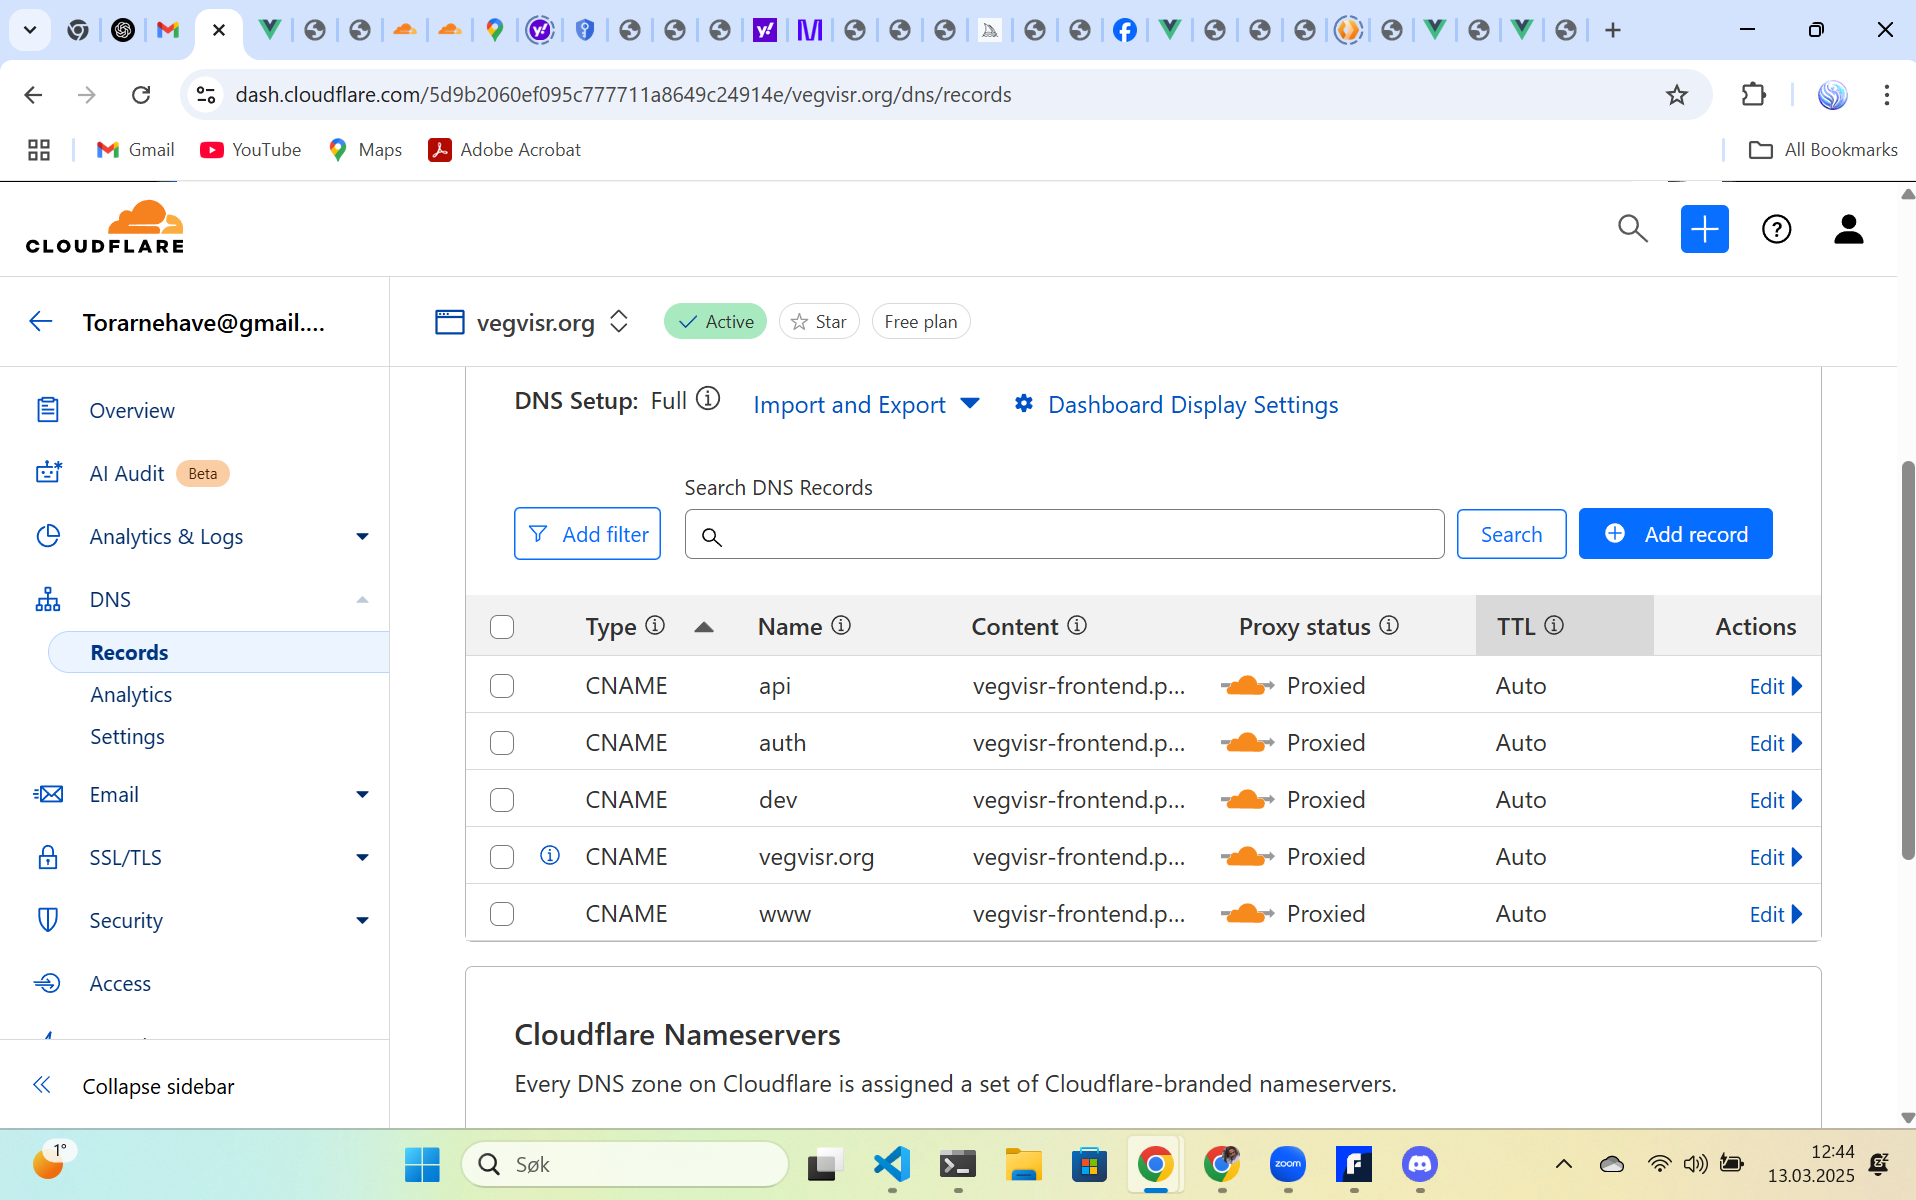 dash.cloudflare.com/5d9b2060ef095c777711a8649c24914e/vegvisr.org/dns/records
Gmail YouTube Maps Adobe Acrobat All Bookmarks
CLOUDFLARE
Torarnehave@gmail.... vegvisr.org Active Star Free plan
Overview
AI Audit Beta
Analytics & Logs
DNS
Records
Analytics
Settings
Email
SSL/TLS
Security
Access
Collapse sidebar
DNS Setup: Full Import and Export Dashboard Display Settings
Search DNS Records
Add filter Search Add record
Type Name Content Proxy status TTL Actions
CNAME api vegvisr-frontend.p... Proxied Auto Edit
CNAME auth vegvisr-frontend.p... Proxied Auto Edit
CNAME dev vegvisr-frontend.p... Proxied Auto Edit
CNAME vegvisr.org vegvisr-frontend.p... Proxied Auto Edit
CNAME www vegvisr-frontend.p... Proxied Auto Edit
Cloudflare Nameservers
Every DNS zone on Cloudflare is assigned a set of Cloudflare-branded nameservers.
1°
Søk
zoom
12:44
13.03.2025